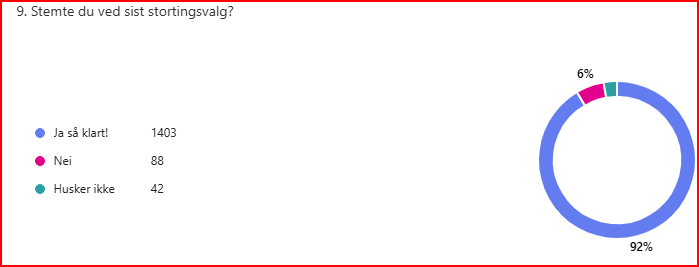 9. Stemte du ved sist stortingsvalg?
6%
Ja så klart! 1403
Nei 88
Husker ikke 42
92%